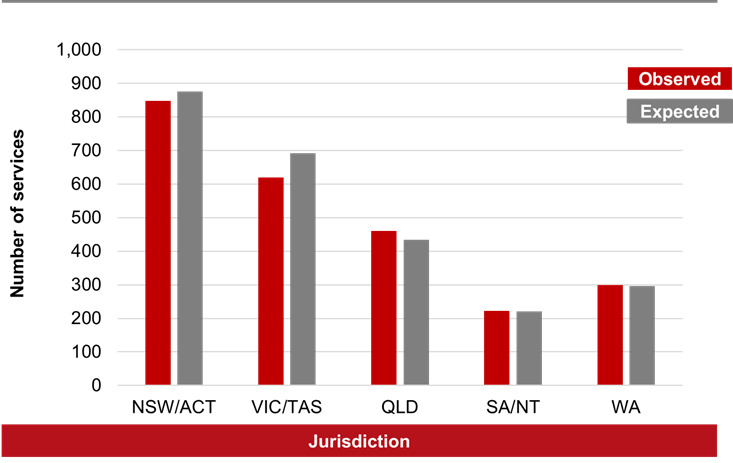 1,000
900
800
700
600
500
400
300
200
100
0
Number of services
Observed
Expected
NSW/ACT VIC/TAS QLD SA/NT WA
Jurisdiction